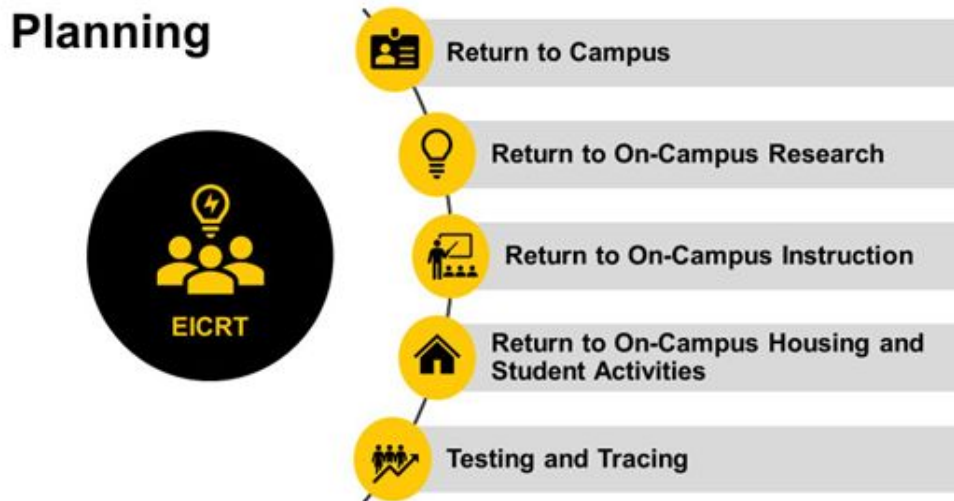 Planning
EICRT
Return to Campus
Return to On-Campus Research
Return to On-Campus Instruction
Return to On-Campus Housing and
Student Activities
Testing and Tracing